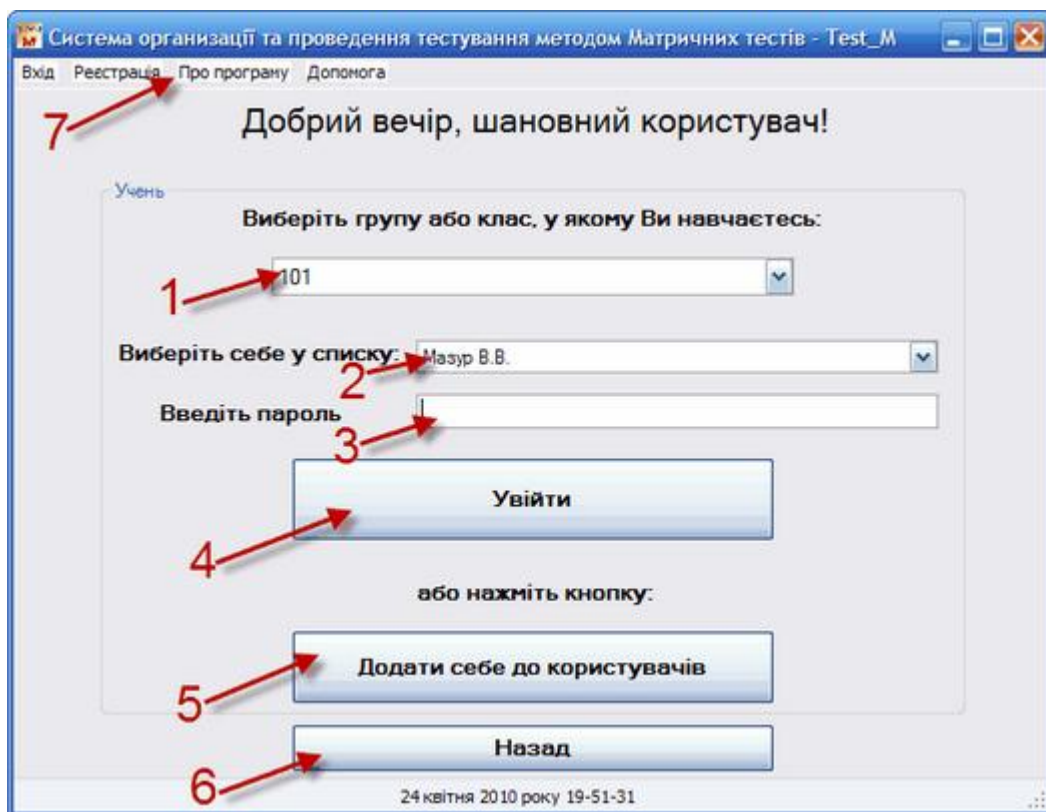 Система организації та проведення тестування методом Матричних тестів - Test_M
Вхід Реєстрація Про програму Допомога
7
Добрий вечір, шановний користувач!
Учень
Виберіть групу або клас, у якому Ви навчаєтесь:
1 101
Виберіть себе у списку: Мазур В.В.
2
Введіть пароль
3
Увійти
4
або нажміть кнопку:
Додати себе до користувачів
5
Назад
6
24 квітня 2010 року 19-51-31